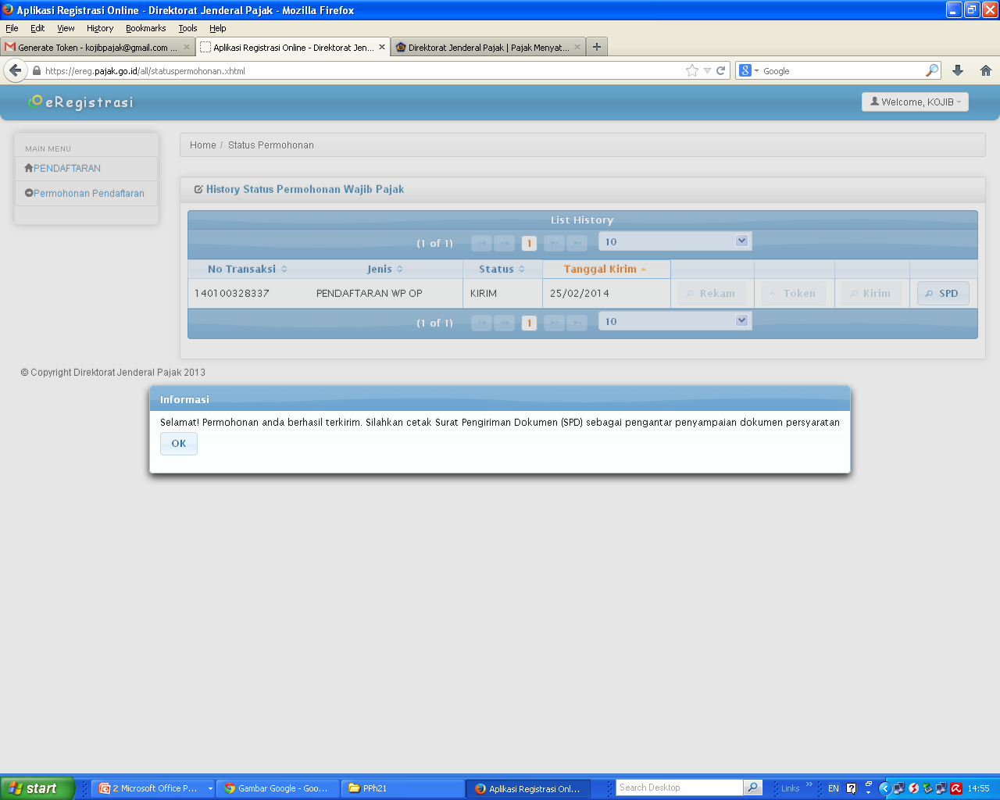 Aplikasi Registrasi Online - Direktorat Jenderal Pajak - Mozilla Firefox
File Edit View History Bookmarks Tools Help
Generate Token - kojibpajak@gmail.com ... Aplikasi Registrasi Online - Direktorat Jen... Direktorat Jenderal Pajak | Pajak Menyat...
https://ereg.pajak.go.id/all/statuspermohonan.xhtml Google
eRegistrasi Welcome, KOJIB
MAIN MENU
PENDAFTARAN
Permohonan Pendaftaran
Home / Status Permohonan
History Status Permohonan Wajib Pajak
List History
(1 of 1) 1 10
No Transaksi Jenis Status Tanggal Kirim
140100328337 PENDAFTARAN WP OP KIRIM 25/02/2014 Rekam Token Kirim SPD
(1 of 1) 1 10
© Copyright Direktorat Jenderal Pajak 2013
Informasi
Selamat! Permohonan anda berhasil terkirim. Silahkan cetak Surat Pengiriman Dokumen (SPD) sebagai pengantar penyampaian dokumen persyaratan
OK
start 2 Microsoft Office P... Gambar Google - Goo... PPh21 Aplikasi Registrasi Onl... Search Desktop Links EN 14:55